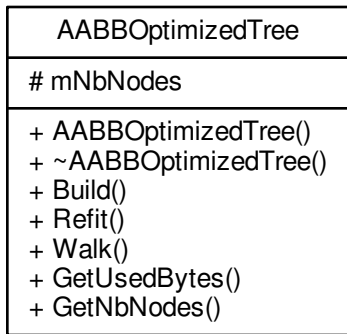 AABBOptimizedTree
# mNbNodes
+ AABBOptimizedTree()
+ ~AABBOptimizedTree()
+ Build()
+ Refit()
+ Walk()
+ GetUsedBytes()
+ GetNbNodes()